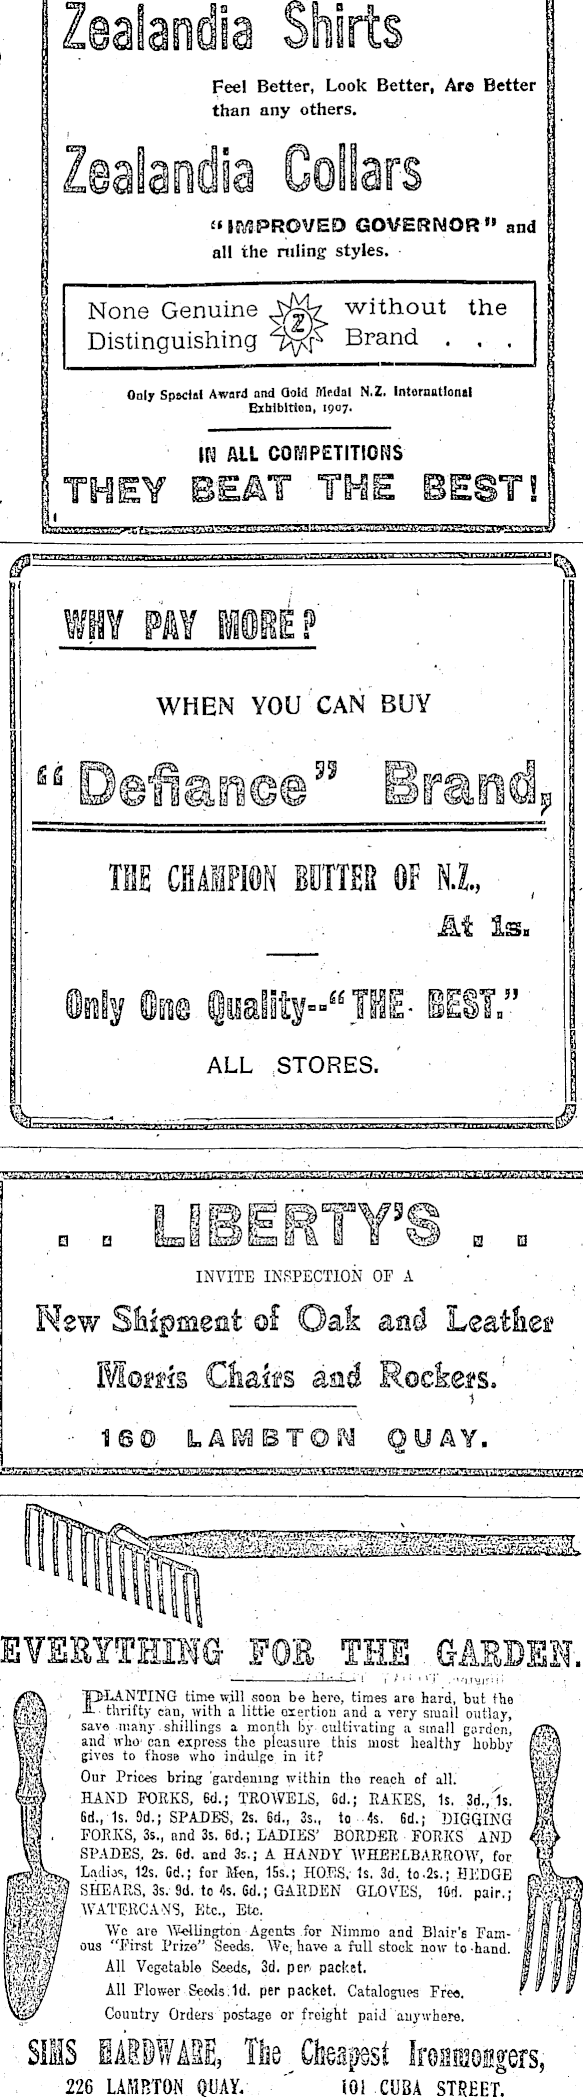 Zealandia Shirts
Feel Better, Look Better, Are Better
than any others.
Zealandia Collars
"IMPROVED GOVERNOR" and
all the ruling styles.
None Genuine without the
Distinguishing Z Brand . . .
Only Special Award and Gold Medal N.Z. International
Exhibition, 1907.
IN ALL COMPETITIONS
THEY BEAT THE BEST!
WHY PAY MORE?
WHEN YOU CAN BUY
"Defiance" Brand,
THE CHAMPION BUTTER OF N.Z.,
At 1s.
Only One Quality--"THE BEST."
ALL STORES.
. . LIBERTY'S . .
INVITE INSPECTION OF A
New Shipment of Oak and Leather
Morris Chairs and Rockers.
160 LAMBTON QUAY.
EVERYTHING FOR THE GARDEN.
PLANTING time will soon be here, times are hard, but the
thrifty can, with a little exertion and a very small outlay,
save many shillings a month by cultivating a small garden,
and who can express the pleasure this most healthy hobby
gives to those who indulge in it?
Our Prices bring gardening within the reach of all.
HAND FORKS, 6d.; TROWELS, 6d.; RAKES, 1s. 3d., 1s.
6d., 1s. 9d.; SPADES, 2s. 6d., 3s., to 4s. 6d.; DIGGING
FORKS, 3s., and 3s. 6d.; LADIES' BORDER FORKS AND
SPADES, 2s. 6d. and 3s.; A HANDY WHEELBARROW, for
Ladies, 12s. 6d.; for Men, 15s.; HOES, 1s. 3d. to 2s.; HEDGE
SHEARS, 3s. 9d. to 4s. 6d.; GARDEN GLOVES, 10d. pair.;
WATERCANS, Etc., Etc.
We are Wellington Agents for Nimmo and Blair's Fam-
ous "First Prize" Seeds. We have a full stock now to hand.
All Vegetable Seeds, 3d. per packet.
All Flower Seeds 1d. per packet. Catalogues Free.
Country Orders postage or freight paid anywhere.
SIMS HARDWARE, The Cheapest Ironmongers,
226 LAMBTON QUAY. 101 CUBA STREET.